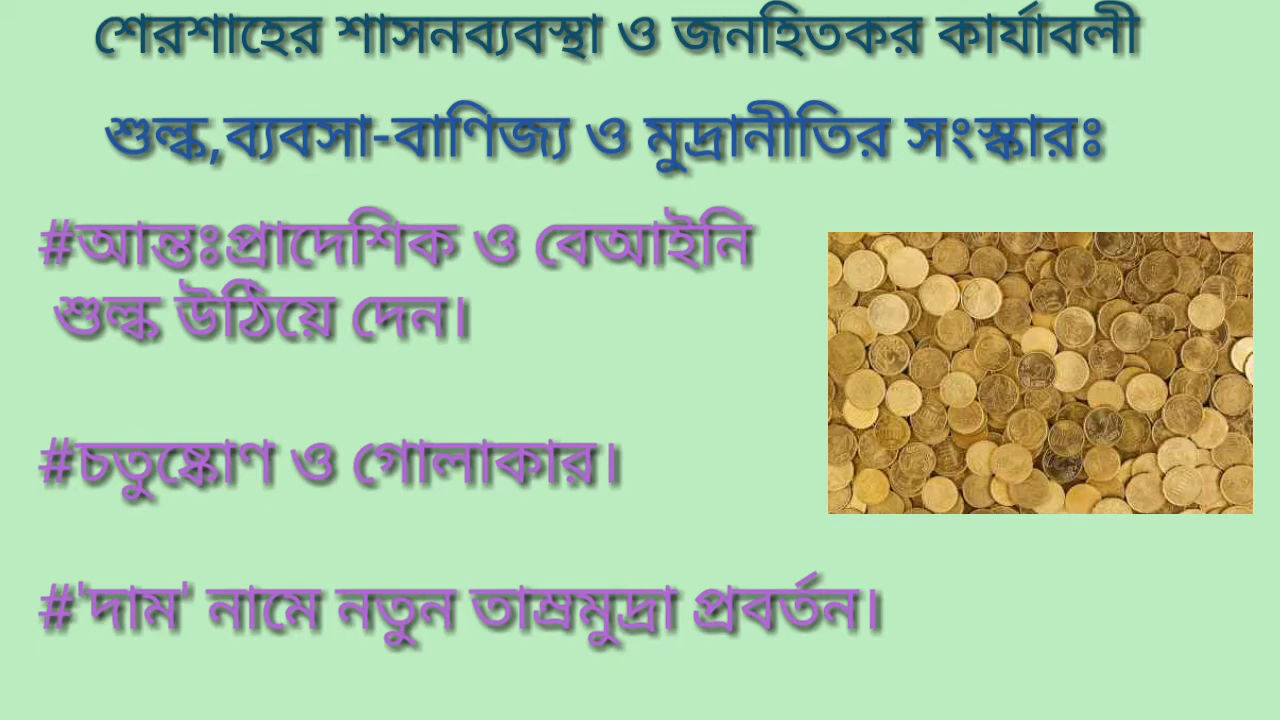 শেরশাহের শাসনব্যবস্থা ও জনহিতকর কার্যাবলী
শুল্ক,ব্যবসা-বাণিজ্য ও মুদ্রানীতির সংস্কারঃ
#আন্তঃপ্রাদেশিক ও বেআইনি
শুল্ক উঠিয়ে দেন।
#চতুষ্কোণ ও গোলাকার।
#'দাম' নামে নতুন তাম্রমুদ্রা প্রবর্তন।